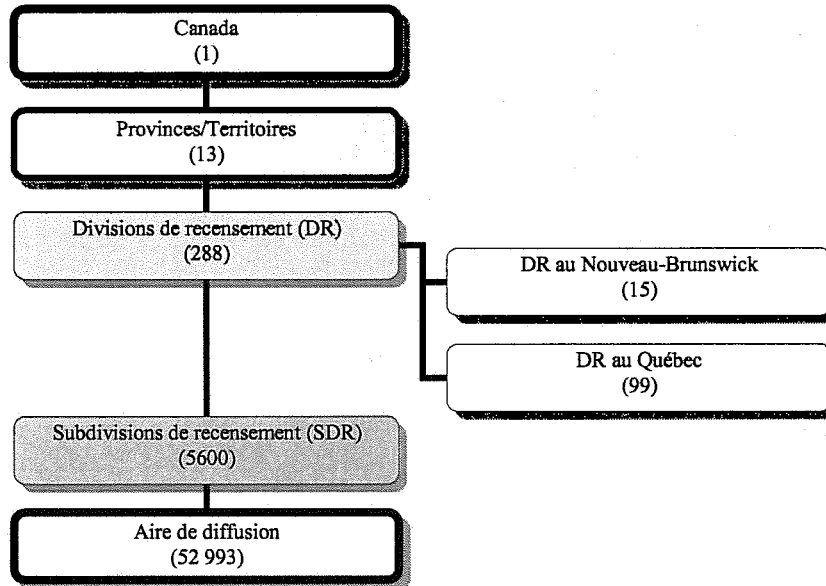 Canada
(1)
Provinces/Territoires
(13)
Divisions de recensement (DR)
(288)
DR au Nouveau-Brunswick
(15)
DR au Québec
(99)
Subdivisions de recensement (SDR)
(5600)
Aire de diffusion
(52 993)